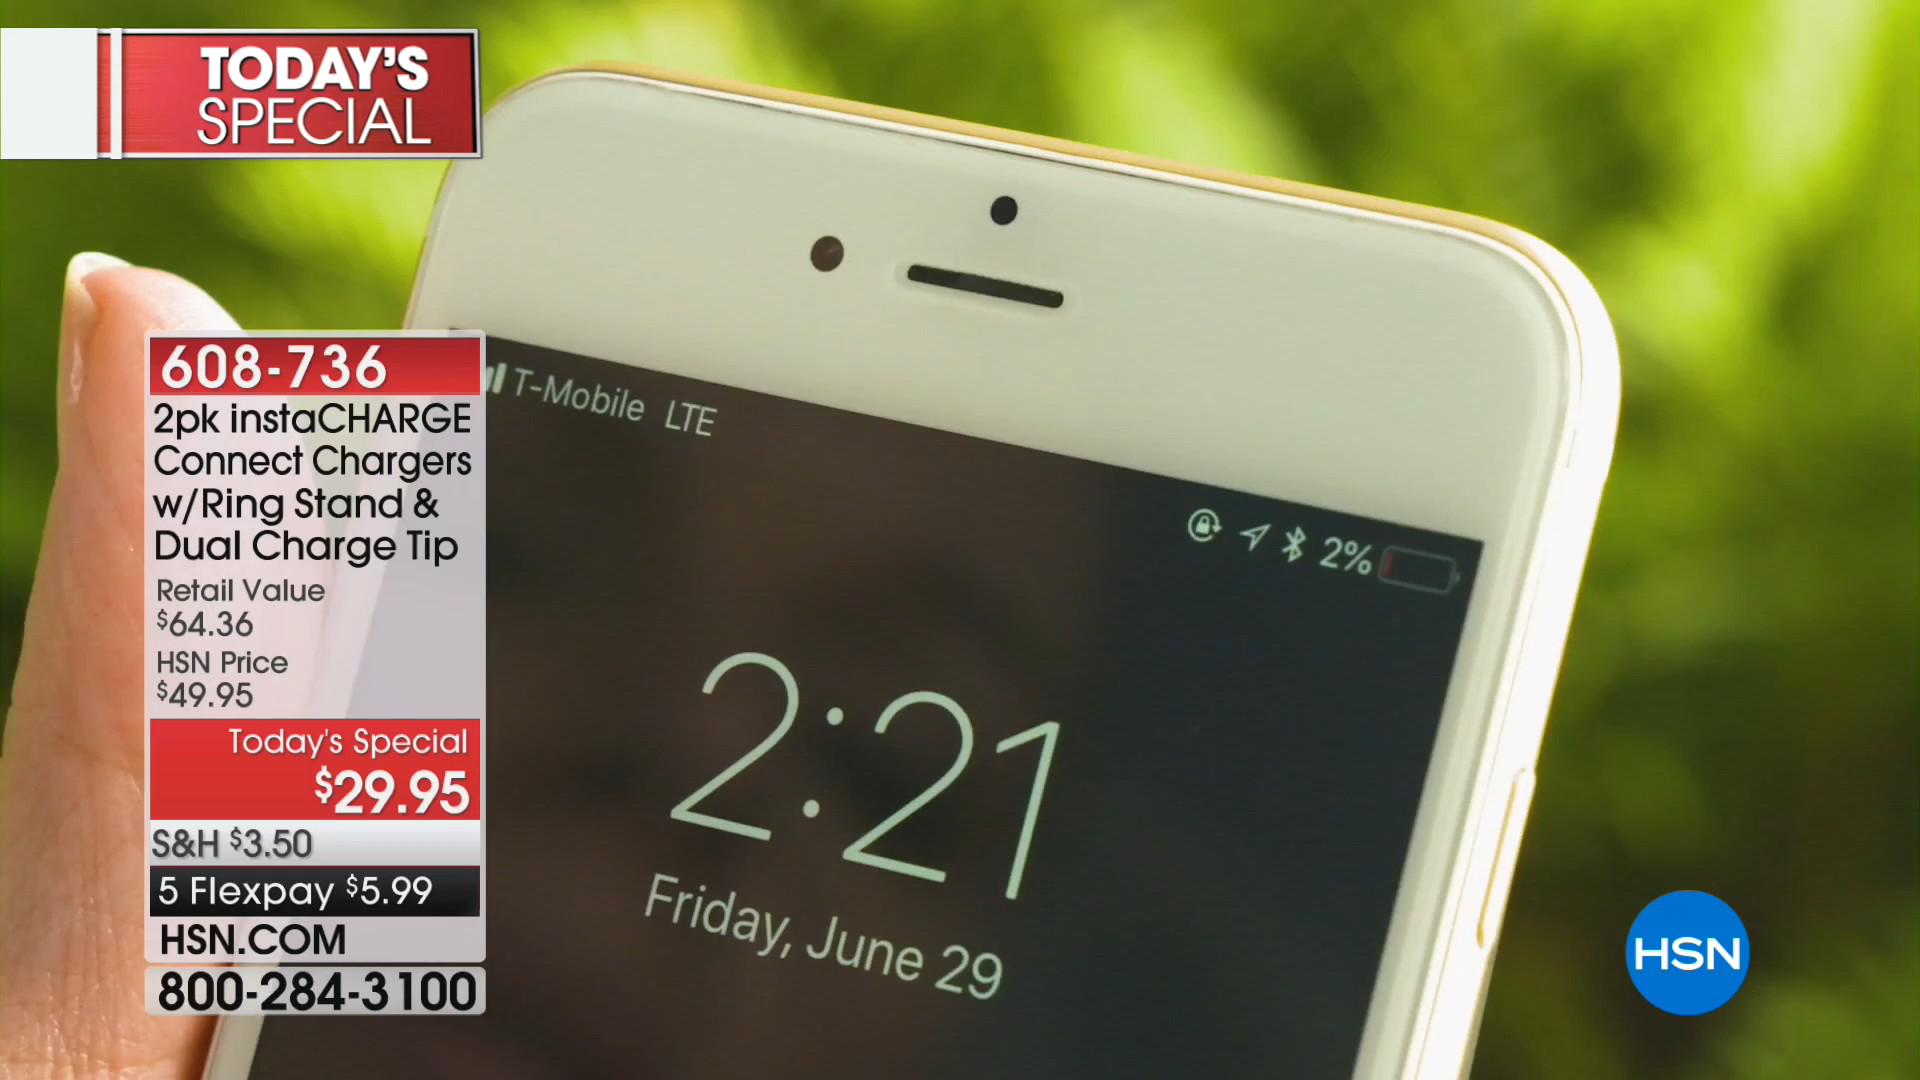 TODAY'S
SPECIAL
608-736
2pk instaCHARGE
Connect Chargers
w/Ring Stand &
Dual Charge Tip
Retail Value
$64.36
HSN Price
$49.95
Today's Special
$29.95
S&H $3.50
5 Flexpay $5.99
HSN.COM
800-284-3100
T-Mobile LTE
2%
2:21
Friday, June 29
HSN